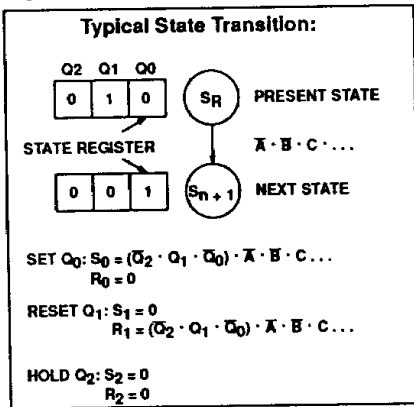 Typical State Transition:
Q2 Q1 Q0
0 1 0 S_R PRESENT STATE
STATE REGISTER A̅ · B̅ · C · ...
0 0 1 S_{n + 1} NEXT STATE
SET Q₀: S₀ = (Q̅₂ · Q₁ · Q̅₀) · A̅ · B̅ · C ...
R₀ = 0
RESET Q₁: S₁ = 0
R₁ = (Q̅₂ · Q₁ · Q̅₀) · A̅ · B̅ · C ...
HOLD Q₂: S₂ = 0
R₂ = 0